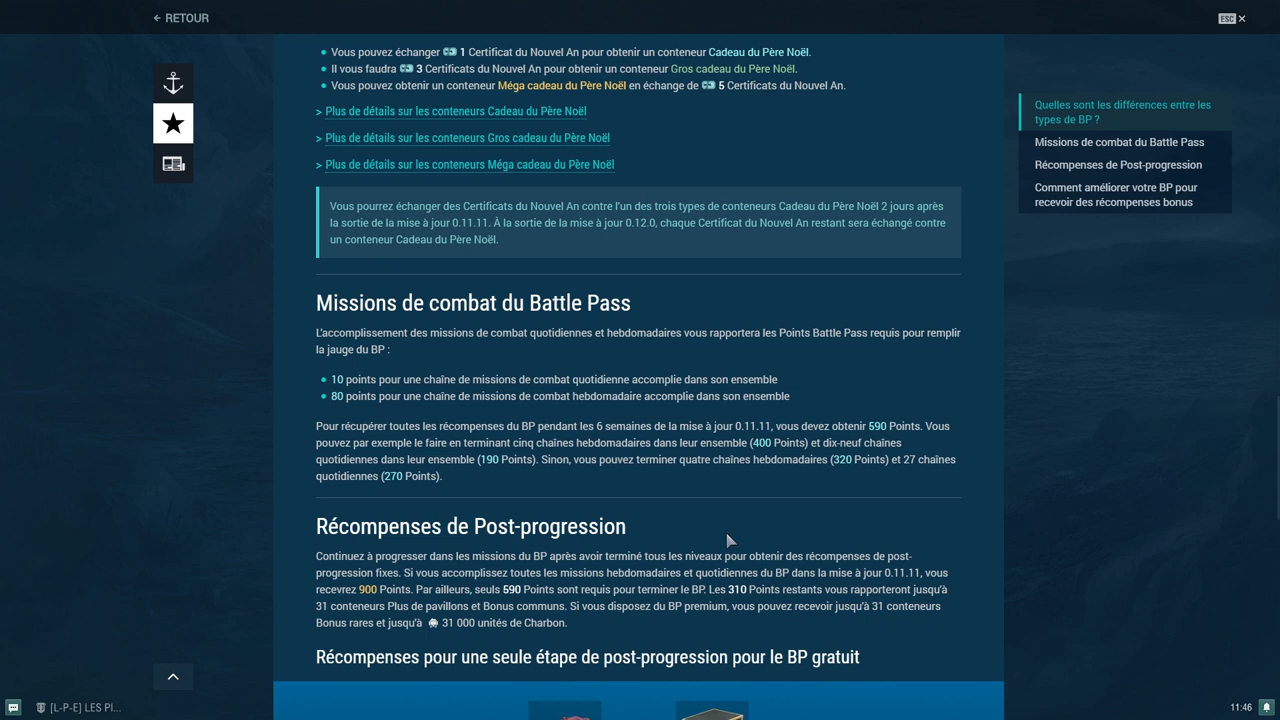 ← RETOUR
ESC ×
• Vous pouvez échanger 1 Certificat du Nouvel An pour obtenir un conteneur Cadeau du Père Noël.
• Il vous faudra 3 Certificats du Nouvel An pour obtenir un conteneur Gros cadeau du Père Noël.
• Vous pouvez obtenir un conteneur Méga cadeau du Père Noël en échange de 5 Certificats du Nouvel An.
> Plus de détails sur les conteneurs Cadeau du Père Noël
> Plus de détails sur les conteneurs Gros cadeau du Père Noël
> Plus de détails sur les conteneurs Méga cadeau du Père Noël
Vous pourrez échanger des Certificats du Nouvel An contre l'un des trois types de conteneurs Cadeau du Père Noël 2 jours après
la sortie de la mise à jour 0.11.11. À la sortie de la mise à jour 0.12.0, chaque Certificat du Nouvel An restant sera échangé contre
un conteneur Cadeau du Père Noël.
Missions de combat du Battle Pass
L'accomplissement des missions de combat quotidiennes et hebdomadaires vous rapportera les Points Battle Pass requis pour remplir
la jauge du BP :
• 10 points pour une chaîne de missions de combat quotidienne accomplie dans son ensemble
• 80 points pour une chaîne de missions de combat hebdomadaire accomplie dans son ensemble
Pour récupérer toutes les récompenses du BP pendant les 6 semaines de la mise à jour 0.11.11, vous devez obtenir 590 Points. Vous
pouvez par exemple le faire en terminant cinq chaînes hebdomadaires dans leur ensemble (400 Points) et dix-neuf chaînes
quotidiennes dans leur ensemble (190 Points). Sinon, vous pouvez terminer quatre chaînes hebdomadaires (320 Points) et 27 chaînes
quotidiennes (270 Points).
Récompenses de Post-progression
Continuez à progresser dans les missions du BP après avoir terminé tous les niveaux pour obtenir des récompenses de post-
progression fixes. Si vous accomplissez toutes les missions hebdomadaires et quotidiennes du BP dans la mise à jour 0.11.11, vous
recevrez 900 Points. Par ailleurs, seuls 590 Points sont requis pour terminer le BP. Les 310 Points restants vous rapporteront jusqu'à
31 conteneurs Plus de pavillons et Bonus communs. Si vous disposez du BP premium, vous pouvez recevoir jusqu'à 31 conteneurs
Bonus rares et jusqu'à 31 000 unités de Charbon.
Récompenses pour une seule étape de post-progression pour le BP gratuit
Quelles sont les différences entre les
types de BP ?
Missions de combat du Battle Pass
Récompenses de Post-progression
Comment améliorer votre BP pour
recevoir des récompenses bonus
[L-P-E] LES PI...
11:46